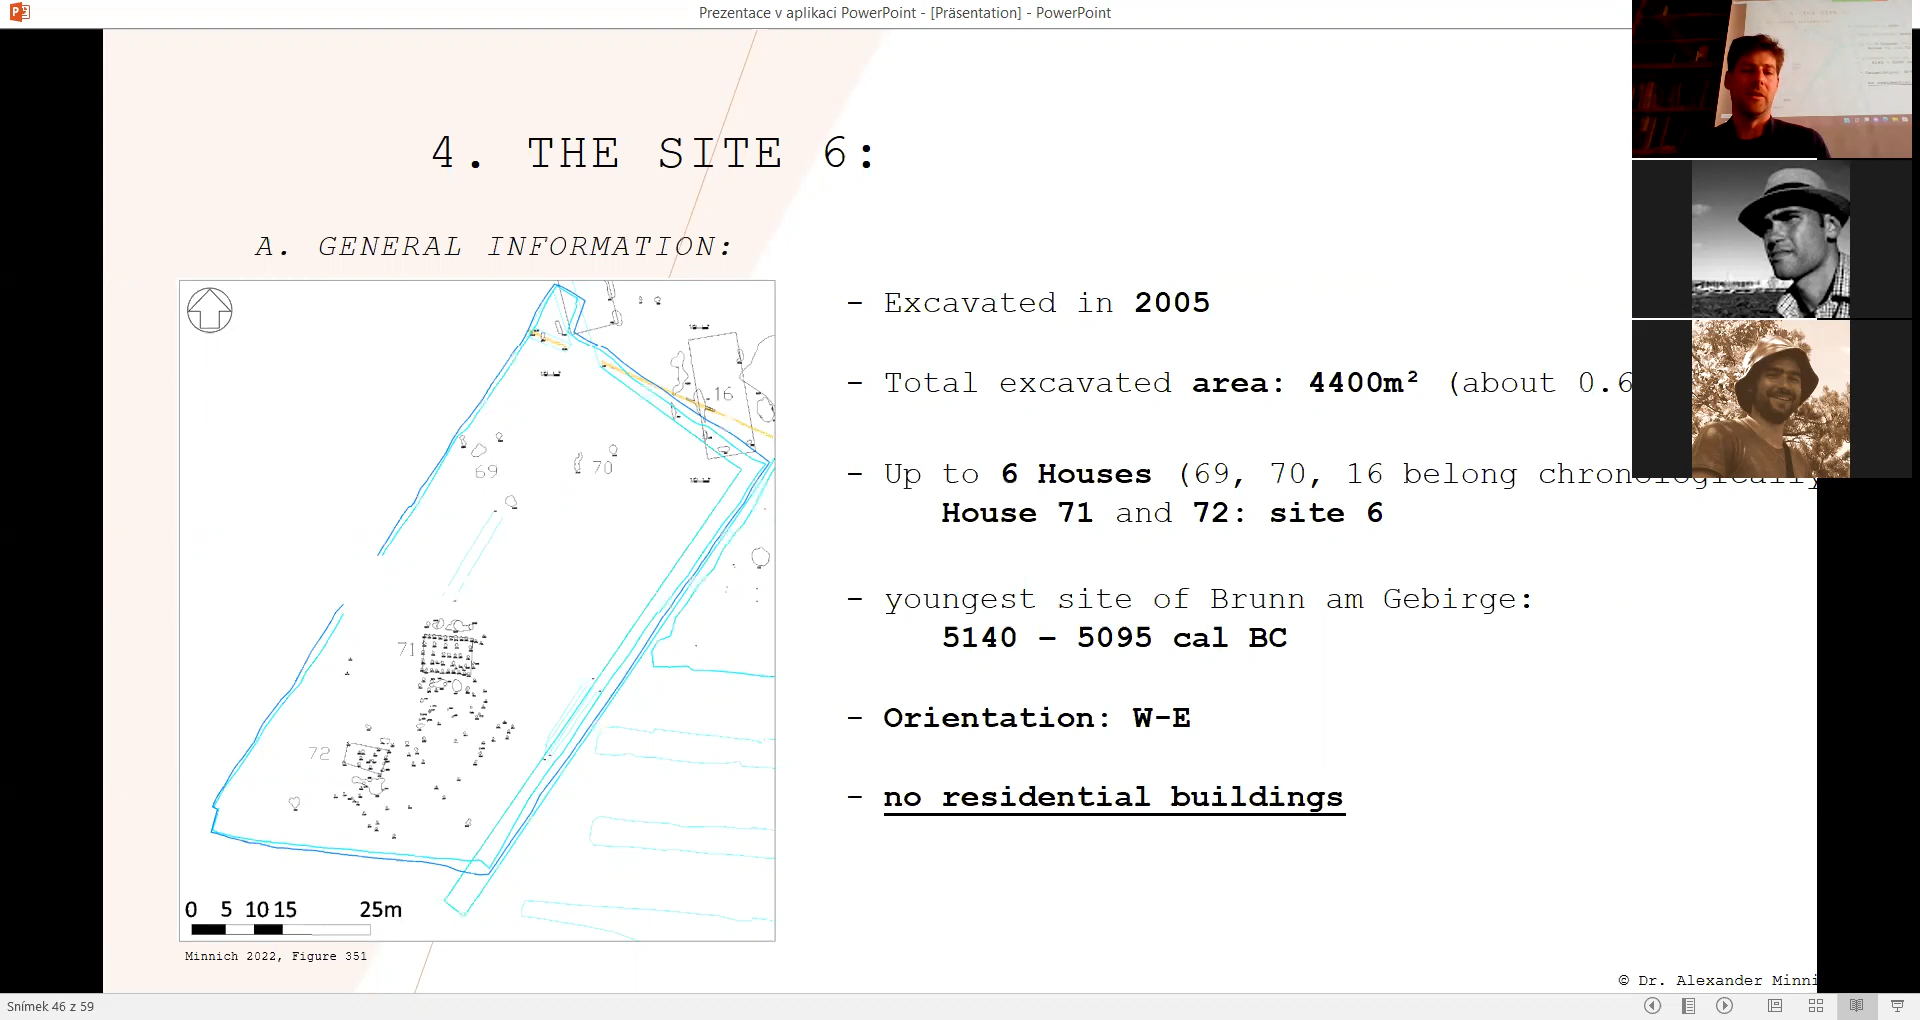 Prezentace v aplikaci PowerPoint - [Präsentation] - PowerPoint
4. THE SITE 6:
A. GENERAL INFORMATION:
- Excavated in 2005
- Total excavated area: 4400m² (about 0.6
- Up to 6 Houses (69, 70, 16 belong chronologically
House 71 and 72: site 6
- youngest site of Brunn am Gebirge:
5140 – 5095 cal BC
- Orientation: W-E
- no residential buildings
16
69
70
71
72
0 5 10 15 25m
Minnich 2022, Figure 351
© Dr. Alexander Minni
Snímek 46 z 59